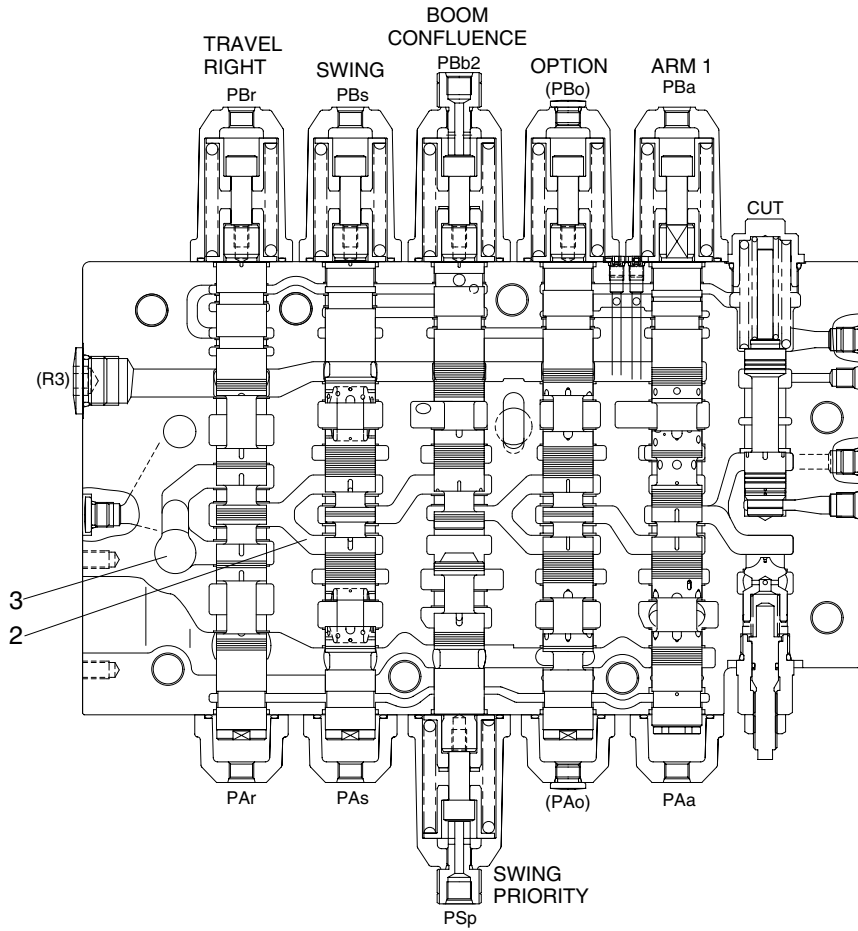 BOOM
CONFLUENCE
TRAVEL
RIGHT
SWING
OPTION
ARM 1
PBr
PBs
PBb2
(PBo)
PBa
CUT
(R3)
3
2
PAr
PAs
(PAo)
PAa
SWING
PRIORITY
PSp